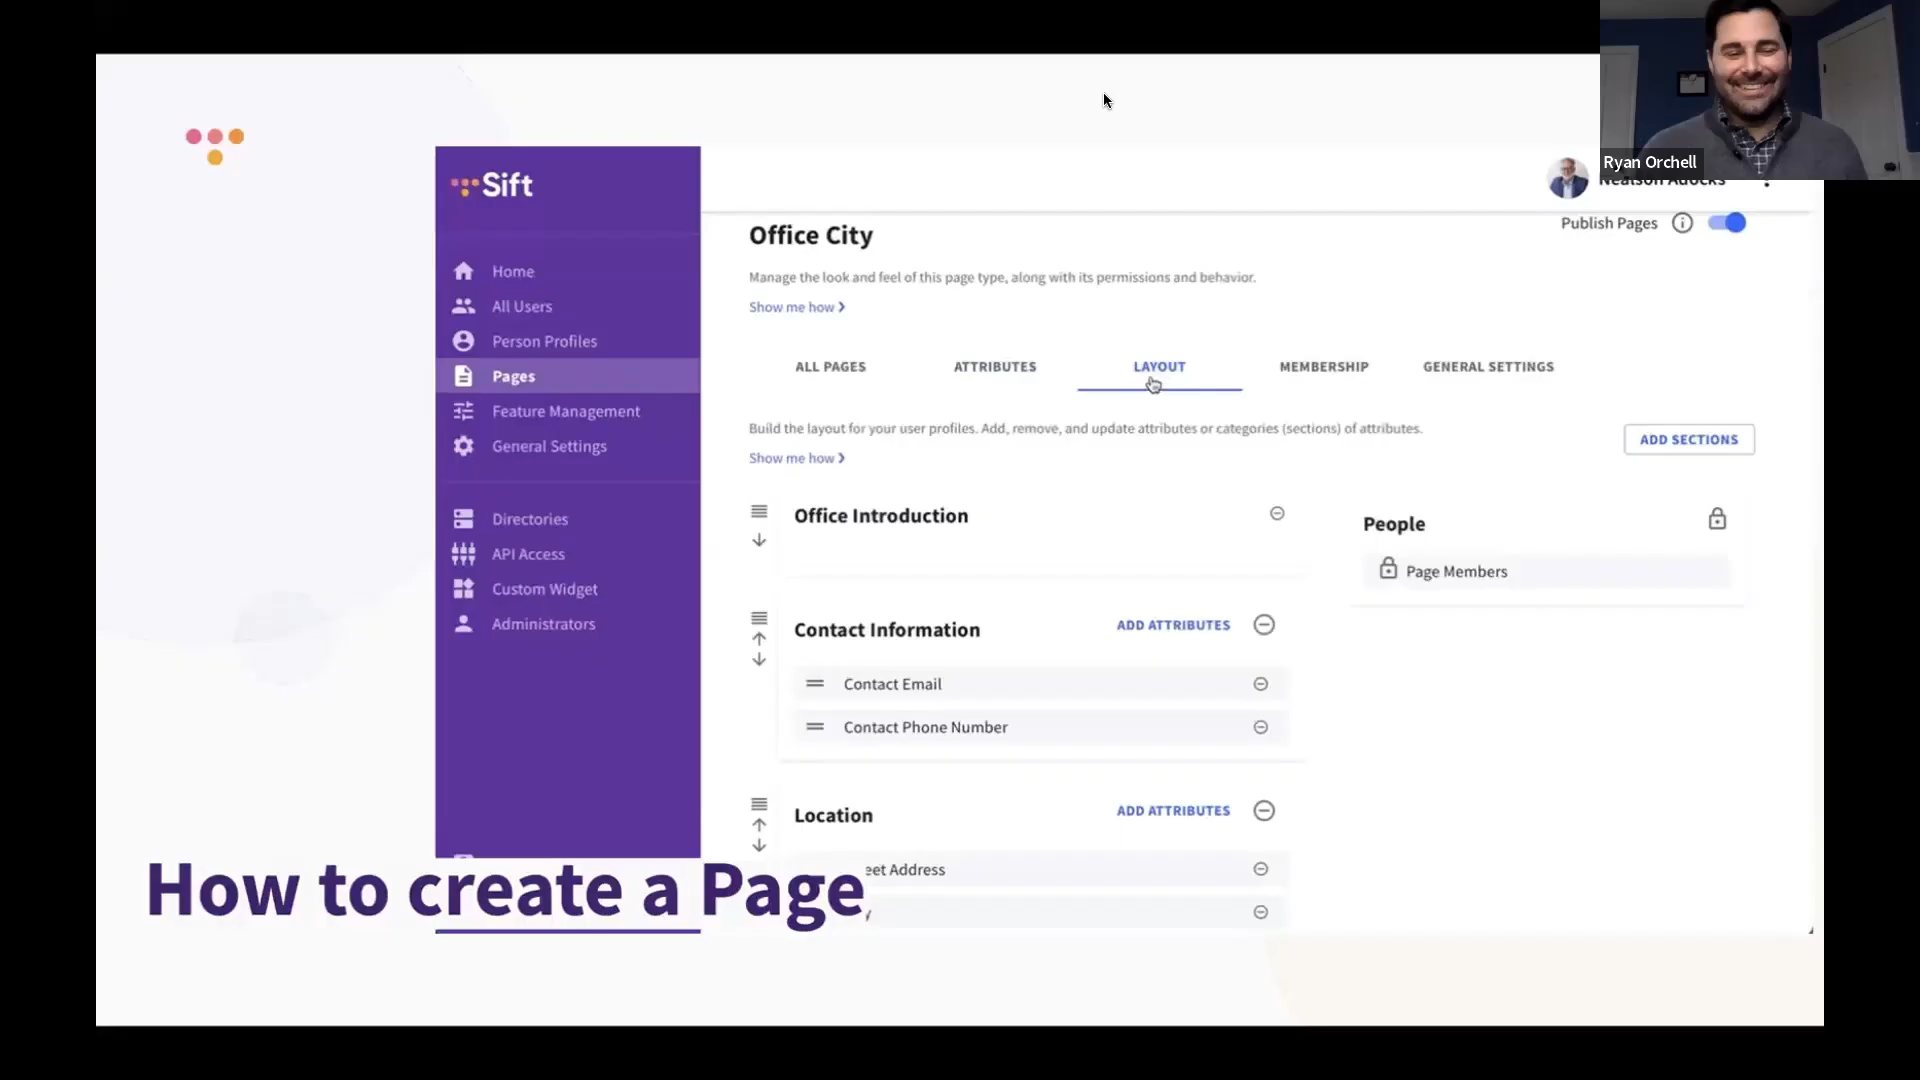 Ryan Orchell
Sift
Nealson Adocks
Office City
Publish Pages
Manage the look and feel of this page type, along with its permissions and behavior.
Show me how
Home
All Users
Person Profiles
Pages
Feature Management
General Settings
Directories
API Access
Custom Widget
Administrators
ALL PAGES ATTRIBUTES LAYOUT MEMBERSHIP GENERAL SETTINGS
Build the layout for your user profiles. Add, remove, and update attributes or categories (sections) of attributes.
ADD SECTIONS
Show me how
Office Introduction
People
Page Members
Contact Information ADD ATTRIBUTES
Contact Email
Contact Phone Number
Location ADD ATTRIBUTES
eet Address
How to create a Page